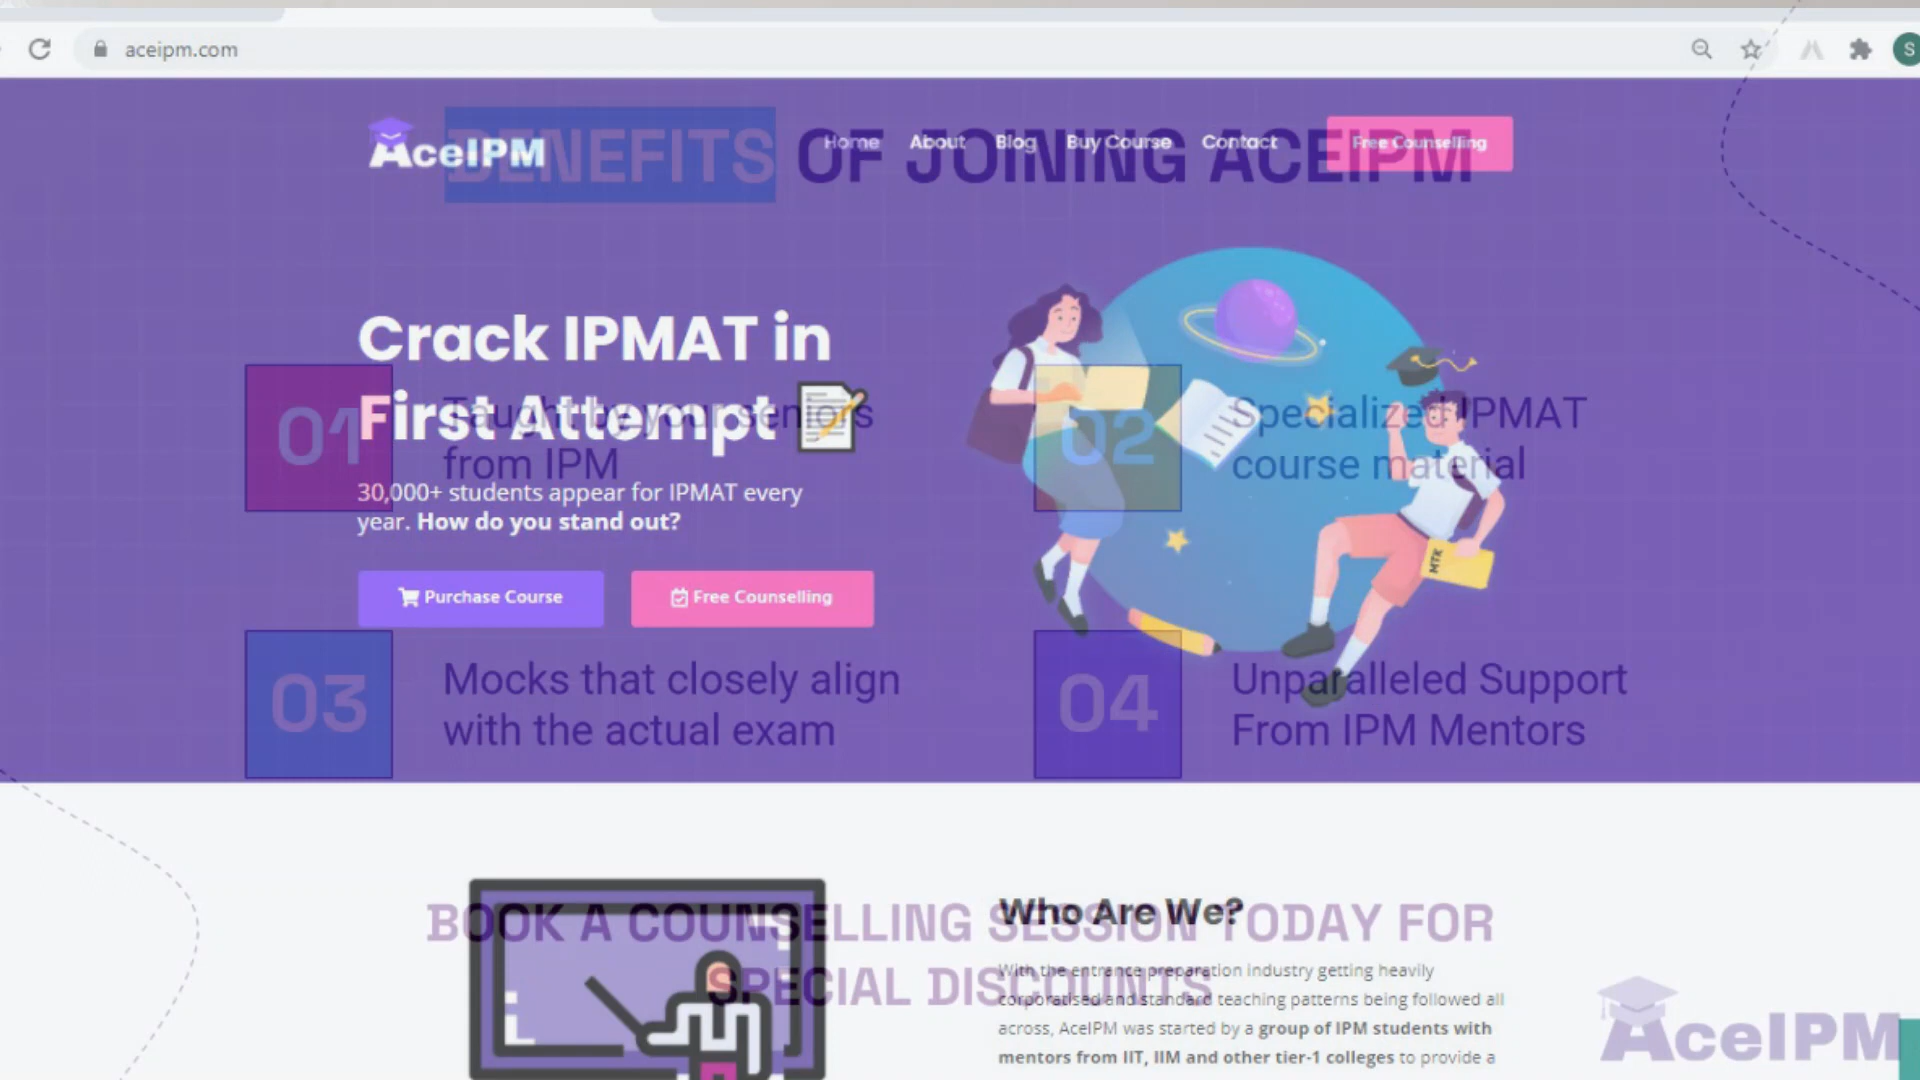 aceipm.com
S
AceIPM
Home About Blog Buy Course Contact Free Counselling
BENEFITS OF JOINING ACEIPM
Crack IPMAT in
First Attempt
30,000+ students appear for IPMAT every
year. How do you stand out?
Purchase Course Free Counselling
01
Taught by your seniors
from IPM
02
Specialized IPMAT
course material
MTK
03
Mocks that closely align
with the actual exam
04
Unparalleled Support
From IPM Mentors
BOOK A COUNSELLING SESSION TODAY FOR
SPECIAL DISCOUNTS
Who Are We?
With the entrance preparation industry getting heavily
corporatised and standard teaching patterns being followed all
across, AceIPM was started by a group of IPM students with
mentors from IIT, IIM and other tier-1 colleges to provide a
AceIPM